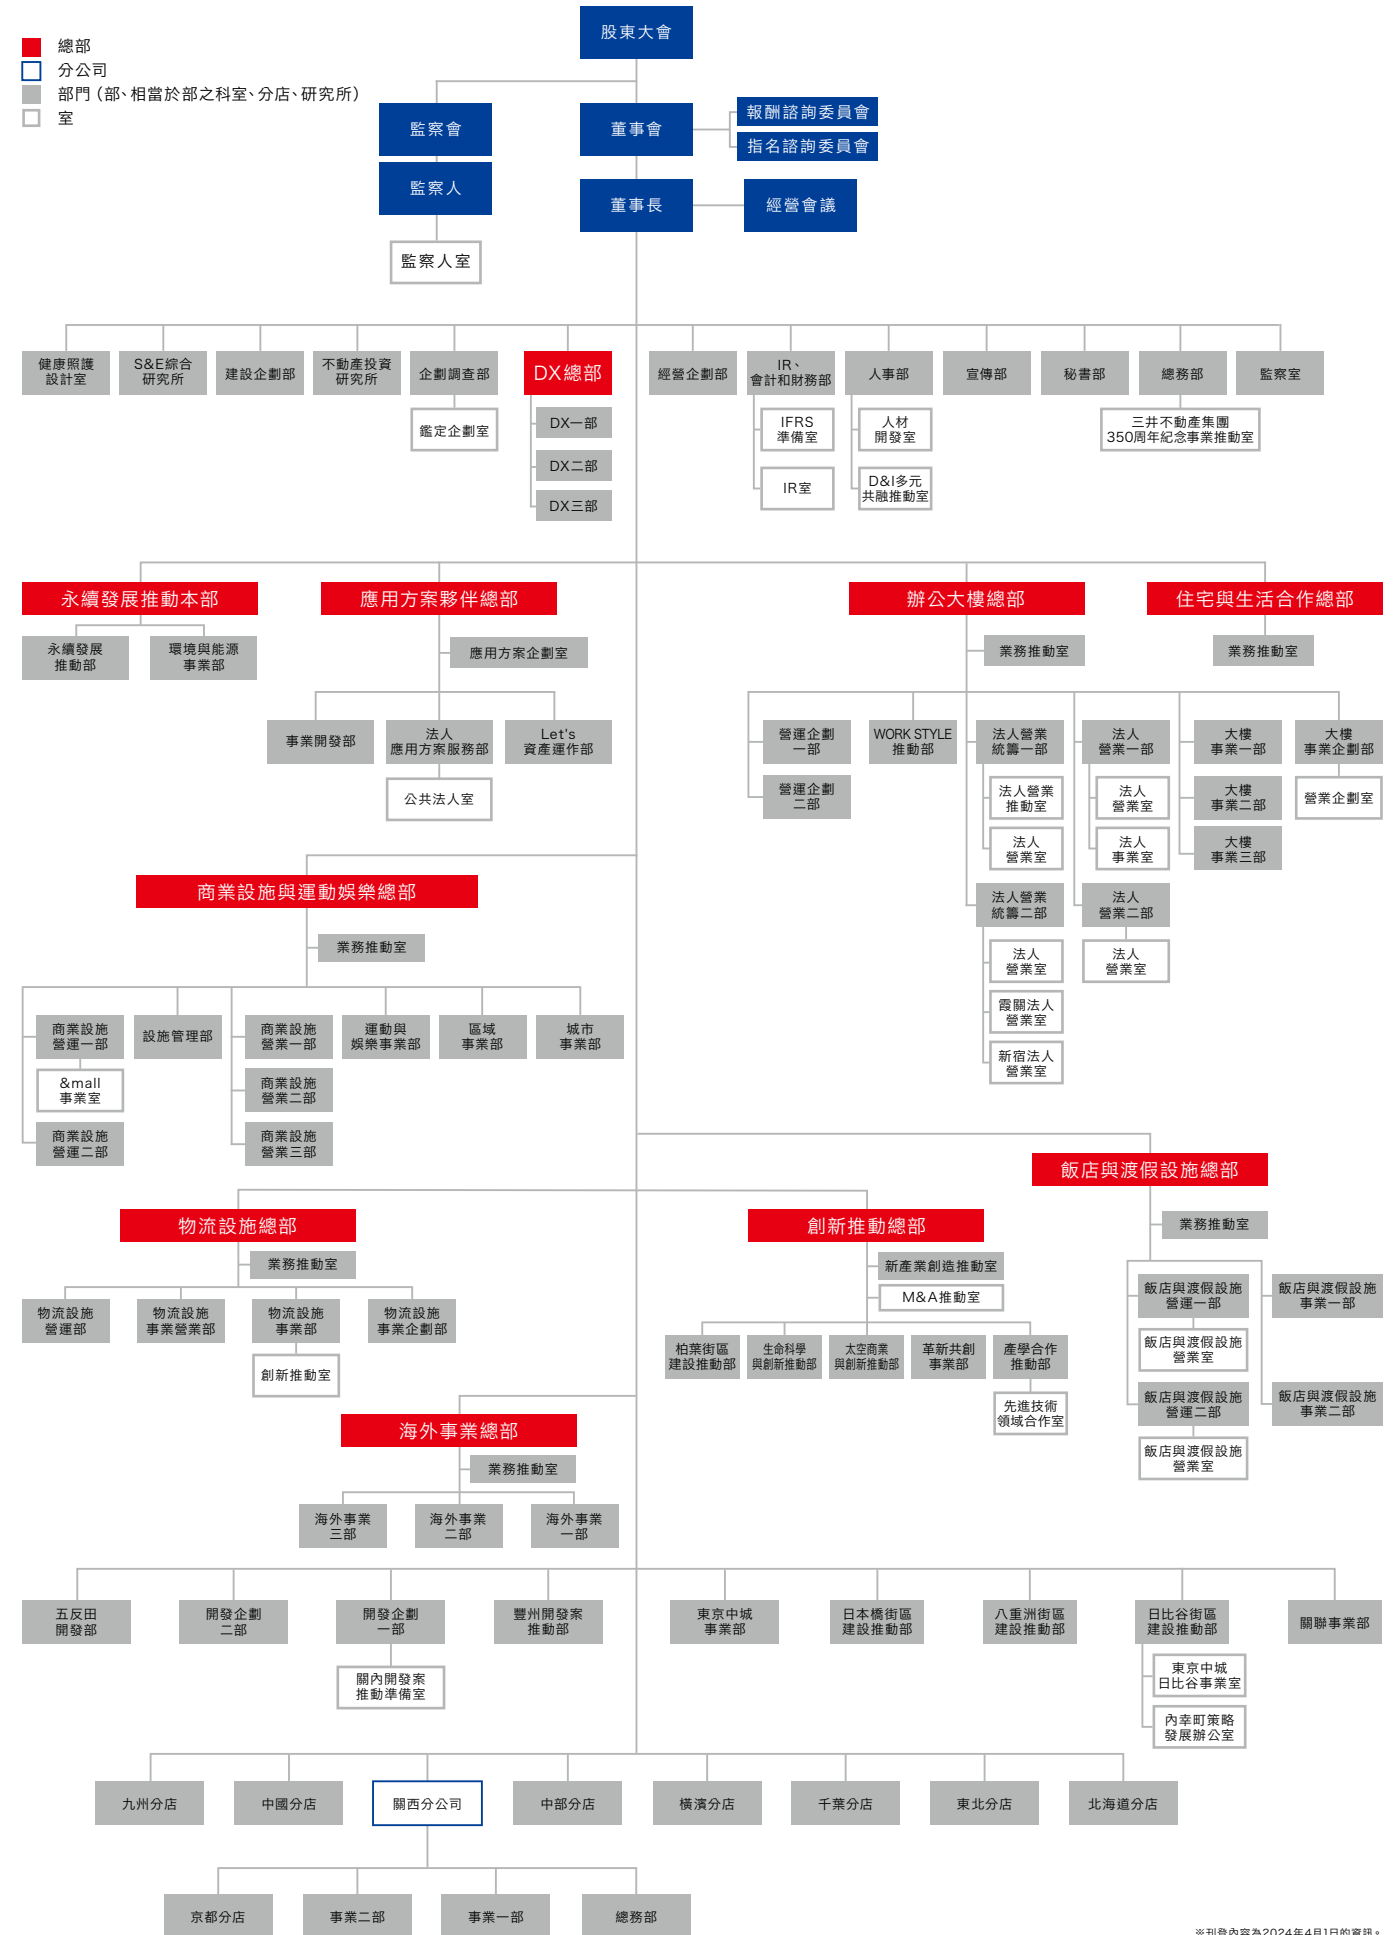 股東大會
總部
分公司
部門（部、相當於部之科室、分店、研究所）
室
監察會
董事會
報酬諮詢委員會
指名諮詢委員會
監察人
董事長
經營會議
監察人室
健康照護
設計室
S&E綜合
研究所
建設企劃部
不動產投資
研究所
企劃調查部
DX總部
經營企劃部
IR、
會計和財務部
人事部
宣傳部
秘書部
總務部
監察室
鑑定企劃室
DX一部
DX二部
DX三部
IFRS
準備室
IR室
人材
開發室
D&I多元
共融推動室
三井不動產集團
350周年紀念事業推動室
永續發展推動本部
應用方案夥伴總部
辦公大樓總部
住宅與生活合作總部
永續發展
推動部
環境與能源
事業部
應用方案企劃室
業務推動室
業務推動室
事業開發部
法人
應用方案服務部
Let's
資產運作部
公共法人室
營運企劃
一部
營運企劃
二部
WORK STYLE
推動部
法人營業
統籌一部
法人營業
推動室
法人
營業室
法人營業
統籌二部
法人
營業室
霞關法人
營業室
新宿法人
營業室
法人
營業一部
法人
營業室
法人
事業室
法人
營業二部
法人
營業室
大樓
事業一部
大樓
事業二部
大樓
事業三部
大樓
事業企劃部
營業企劃室
商業設施與運動娛樂總部
業務推動室
商業設施
營運一部
&mall
事業室
商業設施
營運二部
設施管理部
商業設施
營業一部
商業設施
營業二部
商業設施
營業三部
運動與
娛樂事業部
區域
事業部
城市
事業部
飯店與渡假設施總部
業務推動室
飯店與渡假設施
營運一部
飯店與渡假設施
營業室
飯店與渡假設施
營運二部
飯店與渡假設施
營業室
飯店與渡假設施
事業一部
飯店與渡假設施
事業二部
物流設施總部
業務推動室
物流設施
營運部
物流設施
事業營業部
物流設施
事業部
物流設施
事業企劃部
創新推動室
創新推動總部
新產業創造推動室
M&A推動室
柏葉街區
建設推動部
生命科學
與創新推動部
太空商業
與創新推動部
革新共創
事業部
產學合作
推動部
先進技術
領域合作室
海外事業總部
業務推動室
海外事業
三部
海外事業
二部
海外事業
一部
五反田
開發部
開發企劃
二部
開發企劃
一部
豐州開發案
推動部
東京中城
事業部
日本橋街區
建設推動部
八重洲街區
建設推動部
日比谷街區
建設推動部
關聯事業部
關內開發案
推動準備室
東京中城
日比谷事業室
內幸町策略
發展辦公室
九州分店
中國分店
關西分公司
中部分店
橫濱分店
千葉分店
東北分店
北海道分店
京都分店
事業二部
事業一部
總務部
※刊登內容為2024年4月1日的資訊。